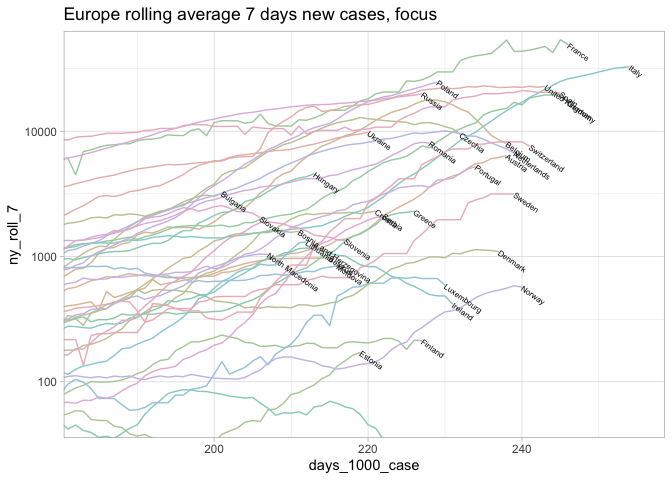 Europe rolling average 7 days new cases, focus
France
Italy
Poland
Russia
10000
Ukraine
Czechia
Romania
Switzerland
Netherlands
Austria
Portugal
Hungary
Bulgaria
Sweden
Greece
Slovakia
Slovenia
1000
North Macedonia
Denmark
Luxembourg
Norway
Ireland
Finland
Estonia
100
ny_roll_7
200
220
240
days_1000_case